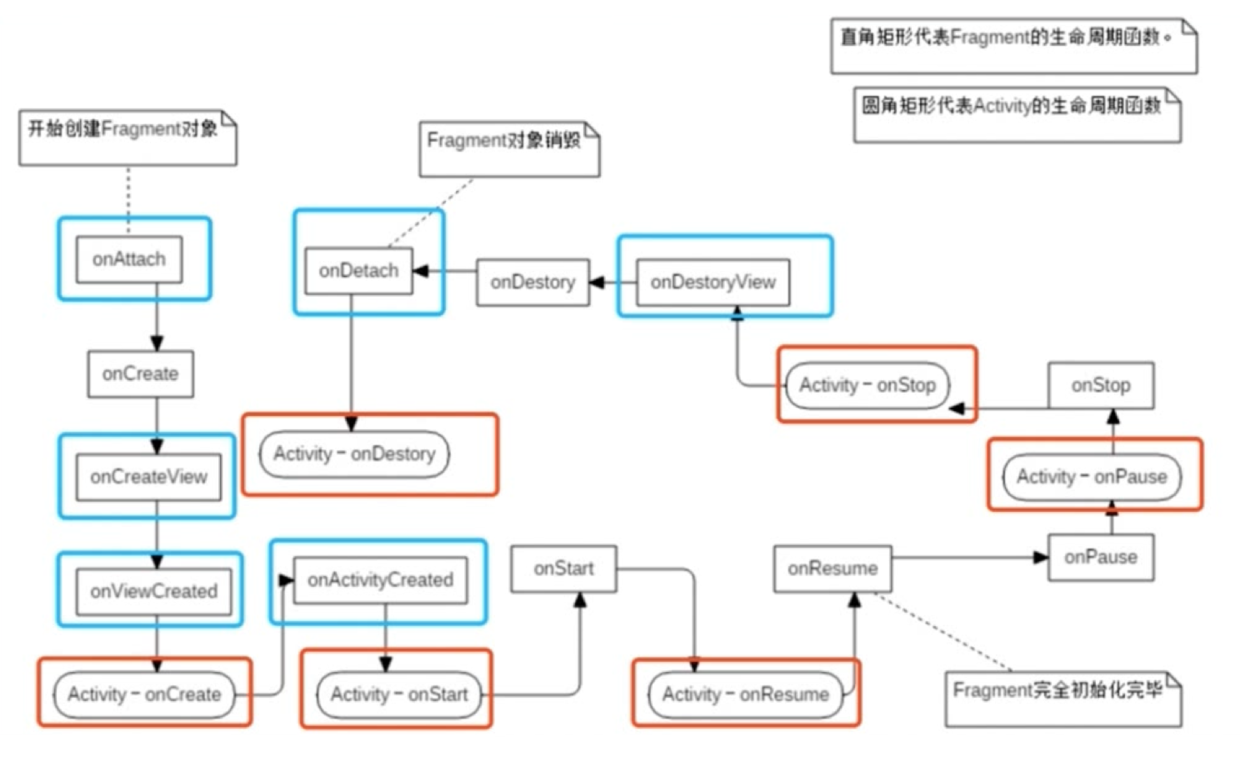 直角矩形代表Fragment的生命周期函数。
圆角矩形代表Activity的生命周期函数
开始创建Fragment对象
Fragment对象销毁
onAttach
onDetach
onDestory
onDestoryView
onCreate
Activity - onStop
onStop
Activity - onDestory
onCreateView
Activity - onPause
onViewCreated
onActivityCreated
onStart
onResume
onPause
Activity - onCreate
Activity - onStart
Activity - onResume
Fragment完全初始化完毕